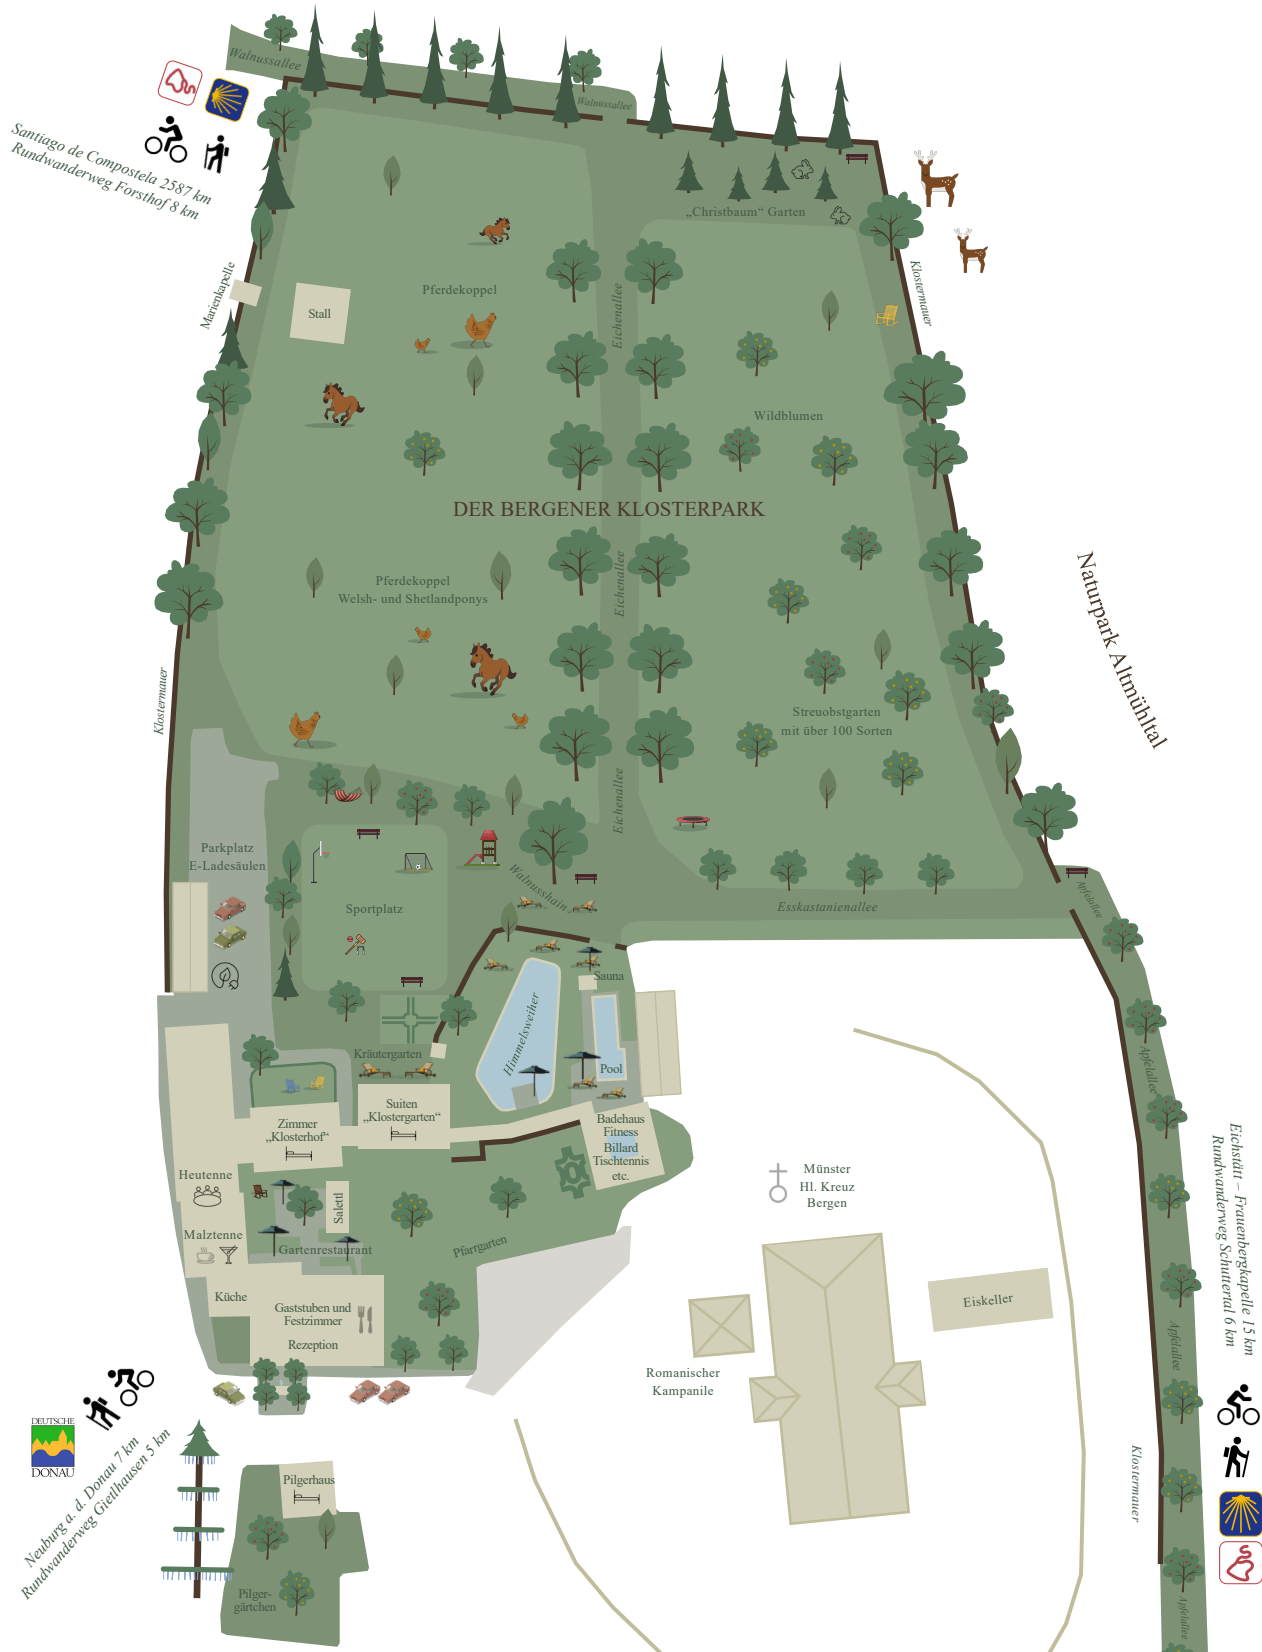 Walnussallee
Walnussallee
Santiago de Compostela 2587 km
Rundwanderweg Forsthof 8 km
„Christbaum“ Garten
Marienkapelle
Stall
Pferdekoppel
Eichenallee
Klostermauer
Wildblumen
DER BERGENER KLOSTERPARK
Pferdekoppel
Welsh- und Shetlandponys
Eichenallee
Naturpark Altmühltal
Klostermauer
Streuobstgarten
mit über 100 Sorten
Eichenallee
Parkplatz
E-Ladesäulen
Walnusshain
Sportplatz
Esskastanienallee
Apfelallee
Sauna
Himmelsweiher
Kräutergarten
Pool
Apfelallee
Suiten
„Klostergarten“
Zimmer
„Klosterhof“
Badehaus
Fitness
Billard
Tischtennis
etc.
Heutenne
Salettl
Malztenne
Gartenrestaurant
Pfarrgarten
Münster
Hl. Kreuz
Bergen
Eichstätt – Frauenbergkapelle 15 km
Rundwanderweg Schuttertal 6 km
Küche
Gaststuben und
Festzimmer
Rezeption
Eiskeller
Romanischer
Kampanile
Apfelallee
DEUTSCHE
DONAU
Neuburg a. d. Donau 7 km
Rundwanderweg Gietlhausen 5 km
Pilgerhaus
Klostermauer
Pilger-
gärtchen
Apfelallee